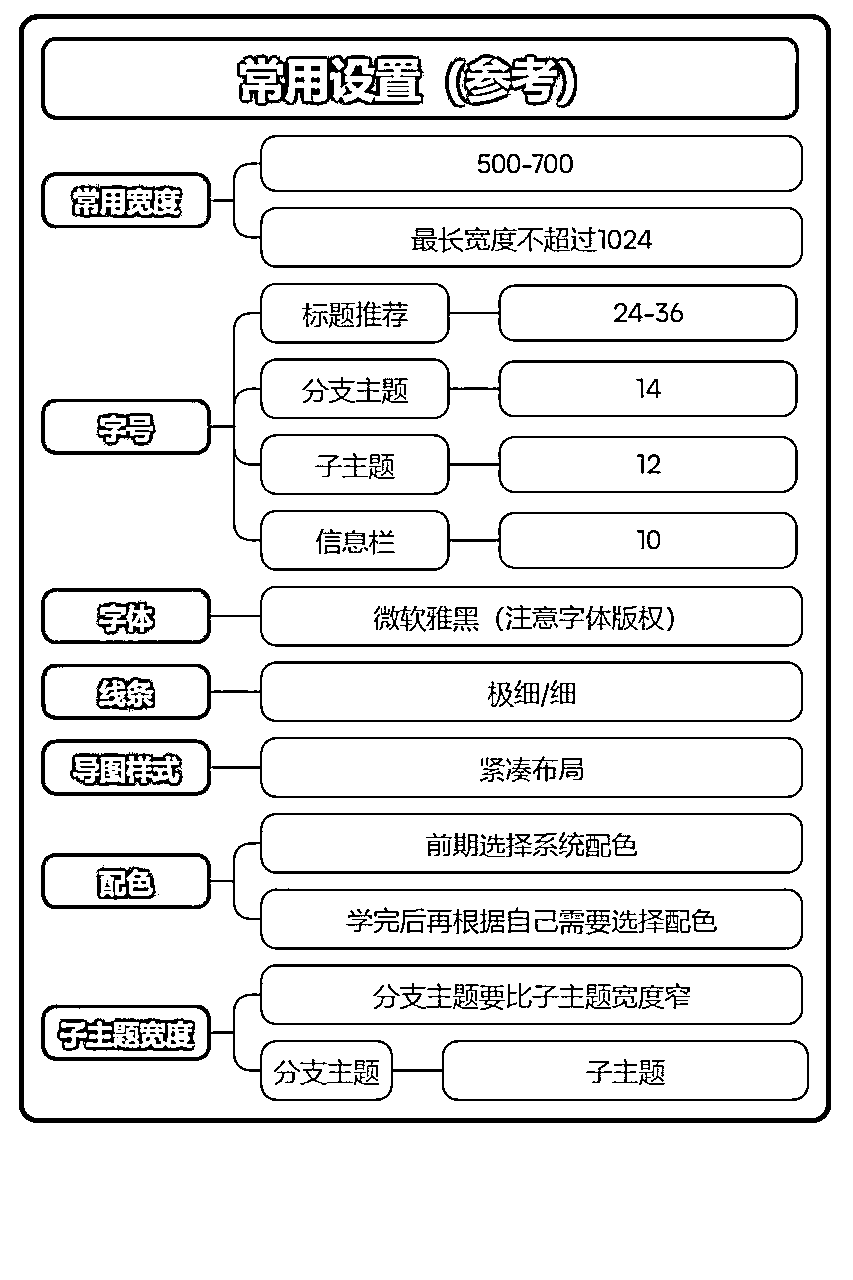 常用设置（参考）
常用宽度
500-700
最长宽度不超过1024
字号
标题推荐
24-36
分支主题
14
子主题
12
信息栏
10
字体
微软雅黑（注意字体版权）
线条
极细/细
导图样式
紧凑布局
配色
前期选择系统配色
学完后再根据自己需要选择配色
子主题宽度
分支主题要比子主题宽度窄
分支主题
子主题